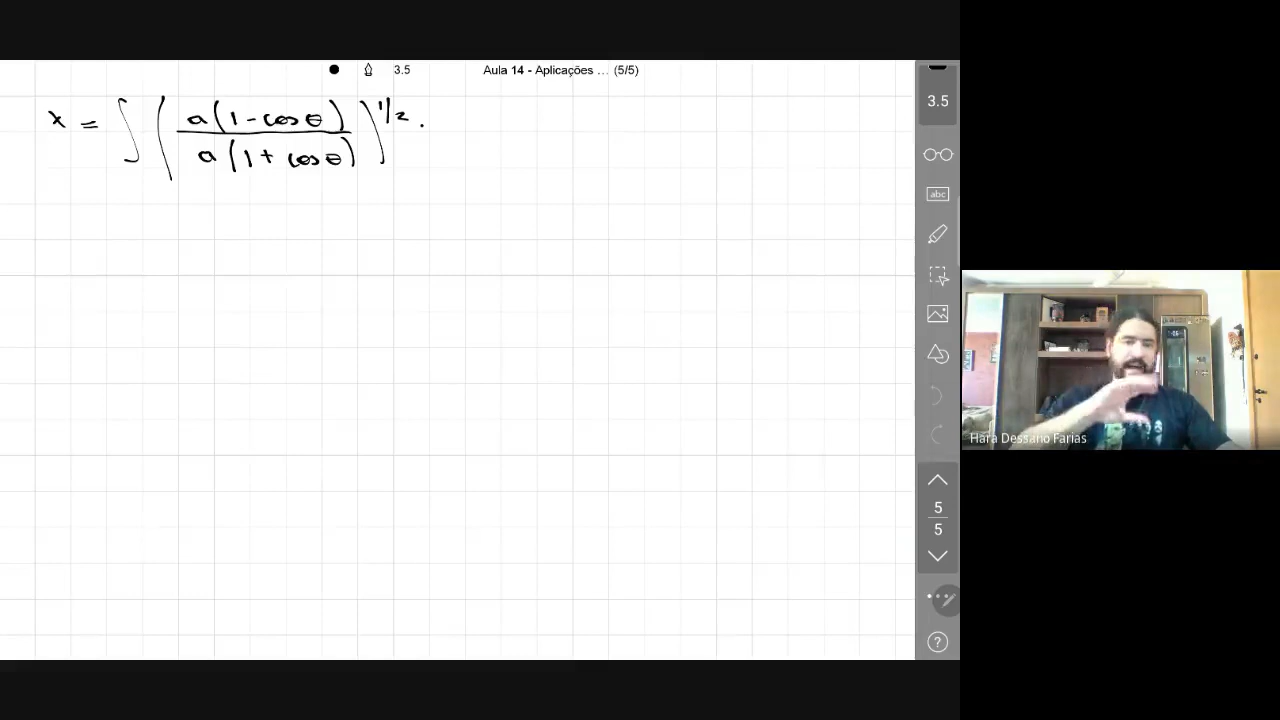 3.5 Aula 14 - Aplicações ... (5/5)
x = ∫ ( a(1 - cos θ) / a(1 + cos θ) )^1/2 .
3.5
abc
5
5
?
Hara Dessano Farias